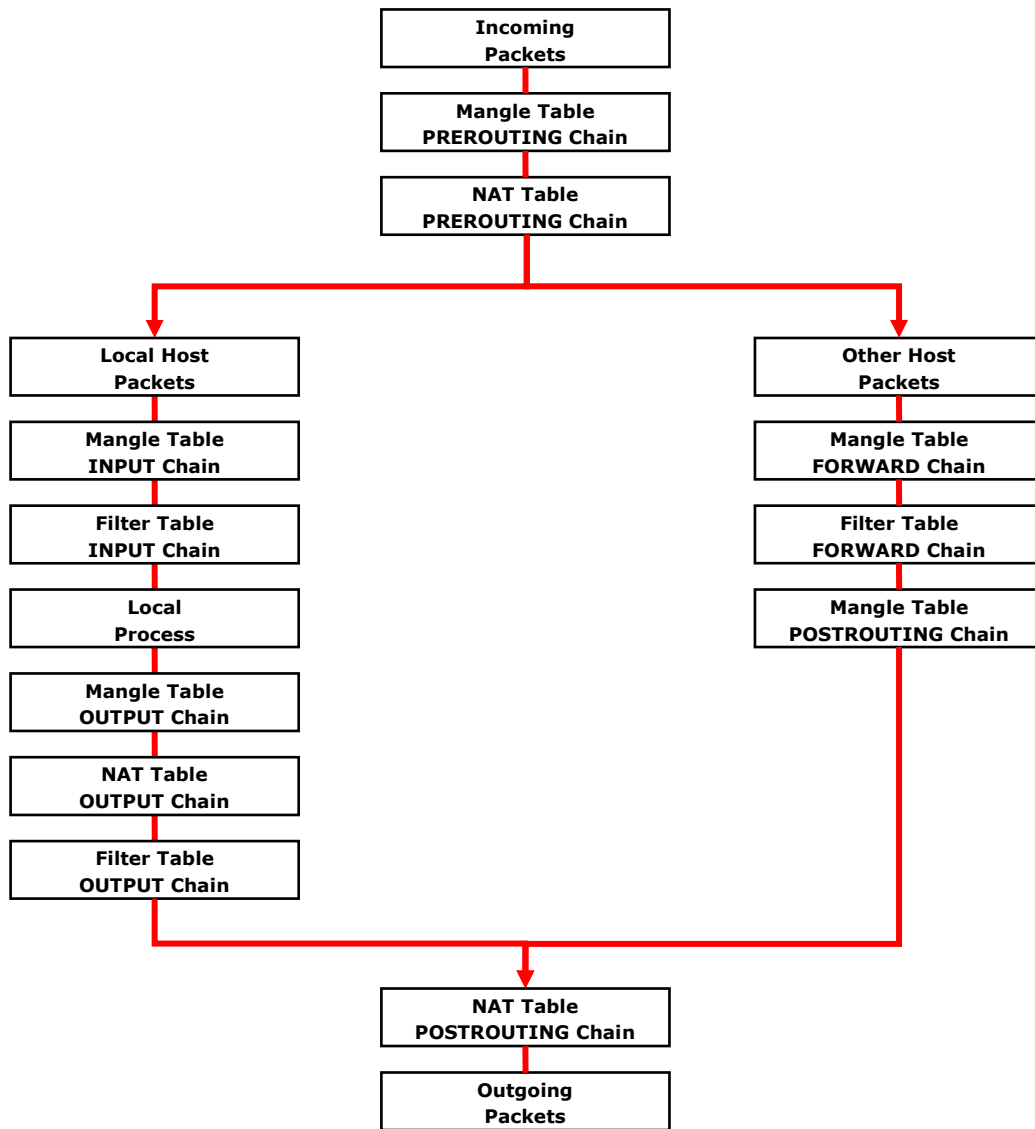 Incoming
Packets
Mangle Table
PREROUTING Chain
NAT Table
PREROUTING Chain
Local Host
Packets
Mangle Table
INPUT Chain
Filter Table
INPUT Chain
Local
Process
Mangle Table
OUTPUT Chain
NAT Table
OUTPUT Chain
Filter Table
OUTPUT Chain
Other Host
Packets
Mangle Table
FORWARD Chain
Filter Table
FORWARD Chain
Mangle Table
POSTROUTING Chain
NAT Table
POSTROUTING Chain
Outgoing
Packets